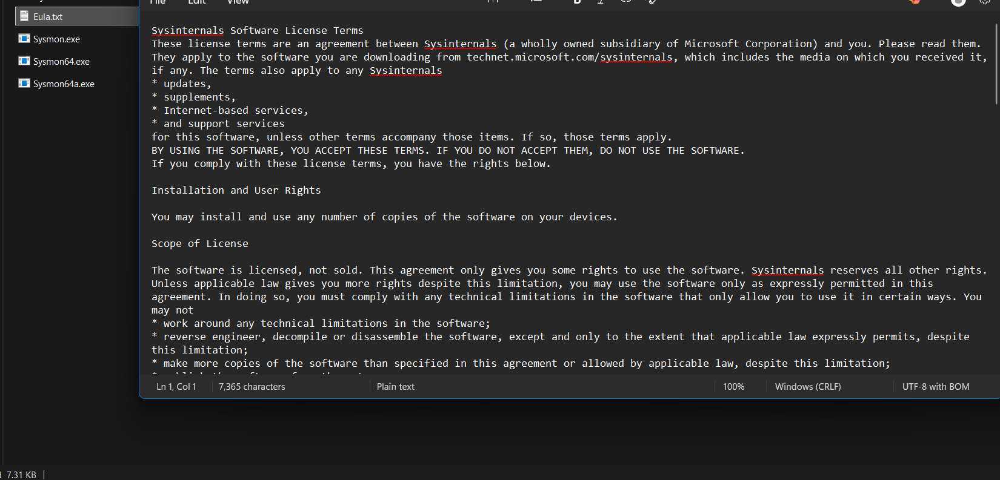 File Edit View
Eula.txt
Sysmon.exe
Sysmon64.exe
Sysmon64a.exe
Sysinternals Software License Terms
These license terms are an agreement between Sysinternals (a wholly owned subsidiary of Microsoft Corporation) and you. Please read them.
They apply to the software you are downloading from technet.microsoft.com/sysinternals, which includes the media on which you received it,
if any. The terms also apply to any Sysinternals
* updates,
* supplements,
* Internet-based services,
* and support services
for this software, unless other terms accompany those items. If so, those terms apply.
BY USING THE SOFTWARE, YOU ACCEPT THESE TERMS. IF YOU DO NOT ACCEPT THEM, DO NOT USE THE SOFTWARE.
If you comply with these license terms, you have the rights below.
Installation and User Rights
You may install and use any number of copies of the software on your devices.
Scope of License
The software is licensed, not sold. This agreement only gives you some rights to use the software. Sysinternals reserves all other rights.
Unless applicable law gives you more rights despite this limitation, you may use the software only as expressly permitted in this
agreement. In doing so, you must comply with any technical limitations in the software that only allow you to use it in certain ways. You
may not
* work around any technical limitations in the software;
* reverse engineer, decompile or disassemble the software, except and only to the extent that applicable law expressly permits, despite
this limitation;
* make more copies of the software than specified in this agreement or allowed by applicable law, despite this limitation;
Ln 1, Col 1 7,365 characters Plain text 100% Windows (CRLF) UTF-8 with BOM
7.31 KB